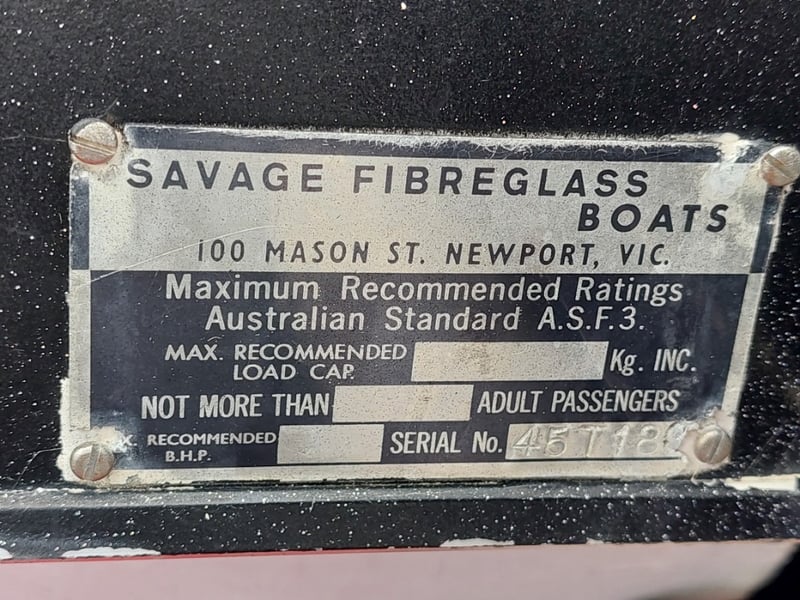 SAVAGE FIBREGLASS
BOATS
100 MASON ST. NEWPORT, VIC.
Maximum Recommended Ratings
Australian Standard A.S.F.3.
MAX. RECOMMENDED
LOAD CAP. Kg. INC.
NOT MORE THAN ADULT PASSENGERS
RECOMMENDED
B.H.P. SERIAL No.